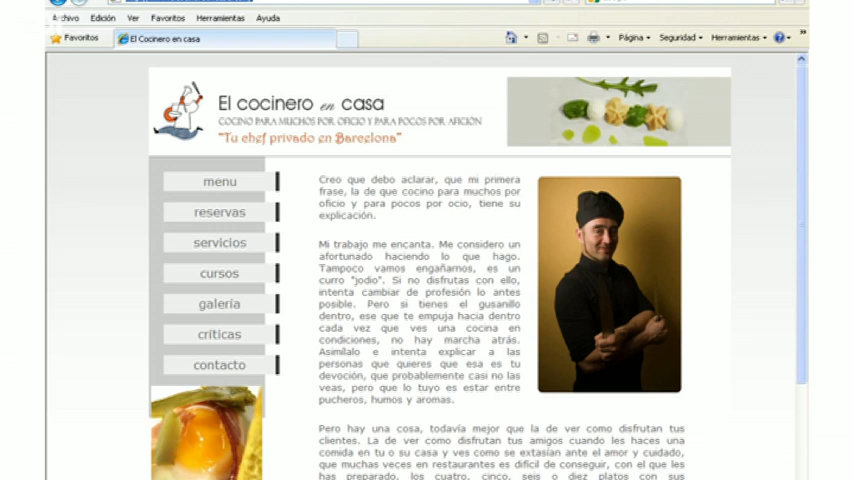 Archivo Edición Ver Favoritos Herramientas Ayuda
Favoritos El Cocinero en casa Página Seguridad Herramientas
El cocinero en casa
COCINO PARA MUCHOS POR OFICIO Y PARA POCOS POR AFICIÓN
"Tu chef privado en Barcelona"
menu
reservas
servicios
cursos
galería
críticas
contacto
Creo que debo aclarar, que mi primera
frase, la de que cocino para muchos por
oficio y para pocos por ocio, tiene su
explicación.
Mi trabajo me encanta. Me considero un
afortunado haciendo lo que hago.
Tampoco vamos engañarnos, es un
curro "jodio". Si no disfrutas con ello,
intenta cambiar de profesión lo antes
posible. Pero si tienes el gusanillo
dentro, ese que te empuja hacia dentro
cada vez que ves una cocina en
condiciones, no hay marcha atrás.
Asimílalo e intenta explicar a las
personas que quieres que esa es tu
devoción, que probablemente casi no las
veas, pero que lo tuyo es estar entre
pucheros, humos y aromas.
Pero hay una cosa, todavía mejor que la de ver como disfrutan tus
clientes. La de ver como disfrutan tus amigos cuando les haces una
comida en tu o su casa y ves como se extasían ante el amor y cuidado,
que muchas veces en restaurantes es difícil de conseguir, con el que les
has preparado, los cuatro, cinco, seis o diez platos con sus